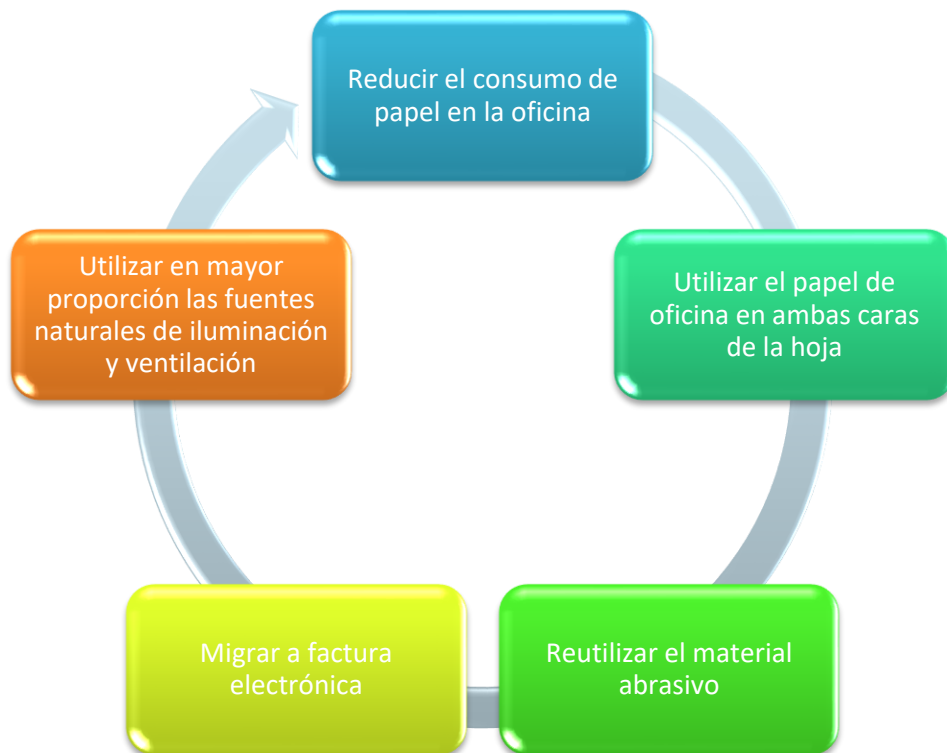 Reducir el consumo de
papel en la oficina
Utilizar el papel de
oficina en ambas caras
de la hoja
Reutilizar el material
abrasivo
Migrar a factura
electrónica
Utilizar en mayor
proporción las fuentes
naturales de iluminación
y ventilación